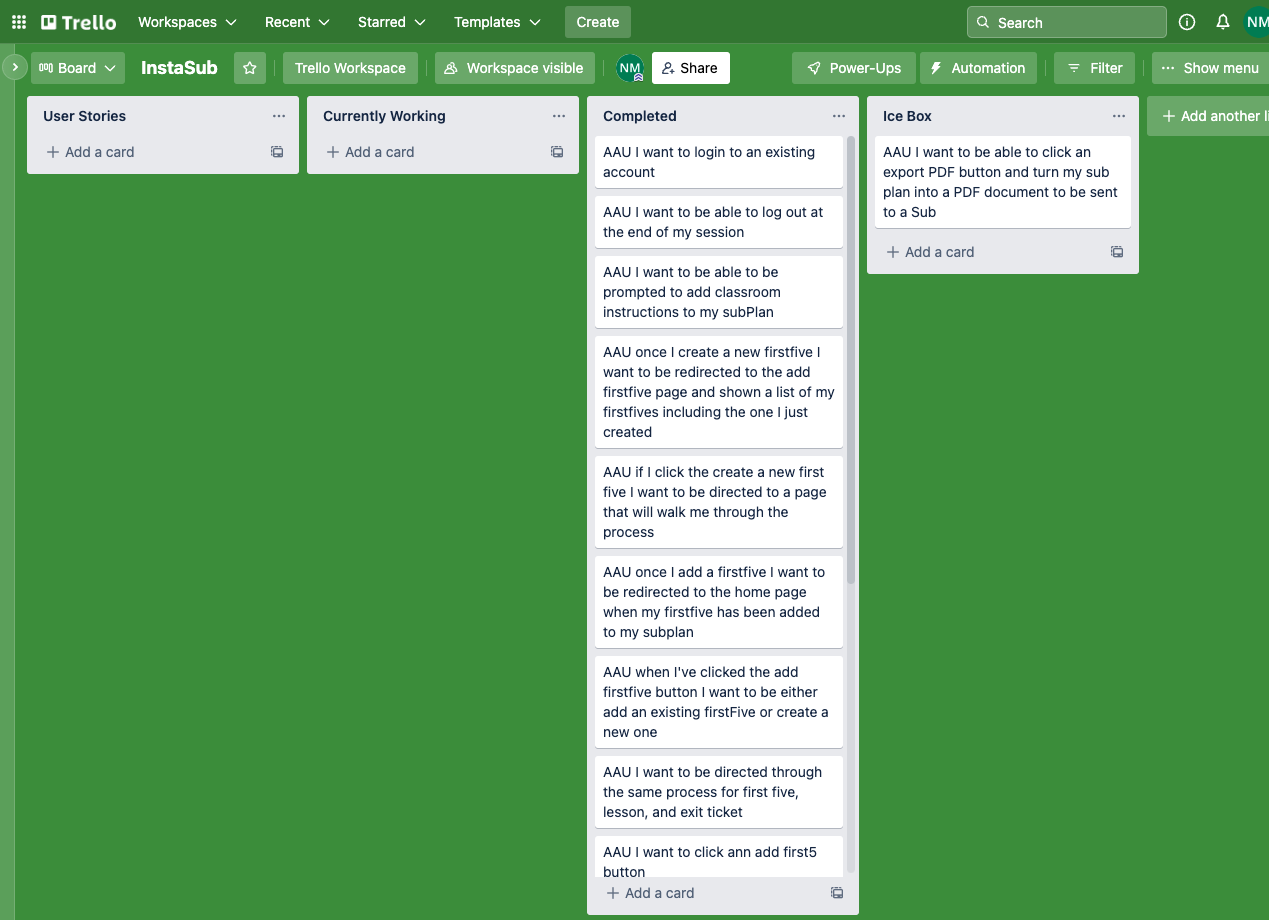 Trello Workspaces Recent Starred Templates Create Search NM
Board InstaSub Trello Workspace Workspace visible NM Share Power-Ups Automation Filter Show menu
User Stories
Add a card
Currently Working
Add a card
Completed
AAU I want to login to an existing
account
AAU I want to be able to log out at
the end of my session
AAU I want to be able to be
prompted to add classroom
instructions to my subPlan
AAU once I create a new firstfive I
want to be redirected to the add
firstfive page and shown a list of my
firstfives including the one I just
created
AAU if I click the create a new first
five I want to be directed to a page
that will walk me through the
process
AAU once I add a firstfive I want to
be redirected to the home page
when my firstfive has been added
to my subplan
AAU when I've clicked the add
firstfive button I want to be either
add an existing firstFive or create a
new one
AAU I want to be directed through
the same process for first five,
lesson, and exit ticket
AAU I want to click ann add first5
button
Add a card
Ice Box
AAU I want to be able to click an
export PDF button and turn my sub
plan into a PDF document to be sent
to a Sub
Add a card
Add another li